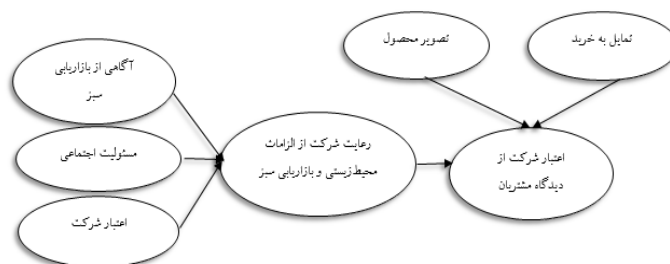 تمایل به خرید
تصویر محصول
آگاهی از بازاریابی
سبز
رعایت شرکت از الزامات
محیط‌زیستی و بازاریابی سبز
اعتبار شرکت از
دیدگاه مشتریان
مسئولیت اجتماعی
اعتبار شرکت